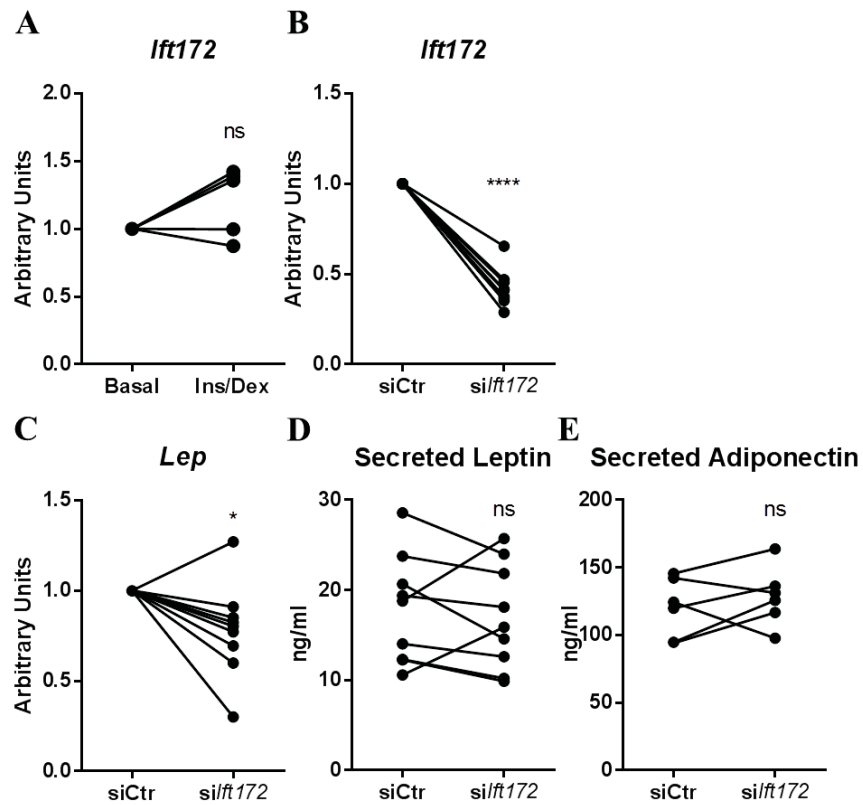 A
Ift172
2.0
1.5
1.0
0.5
0.0
Arbitrary Units
ns
Basal
Ins/Dex
B
Ift172
1.5
1.0
0.5
0.0
Arbitrary Units
****
siCtr
siIft172
C
Lep
1.5
1.0
0.5
0.0
Arbitrary Units
*
siCtr
siIft172
D
Secreted Leptin
30
20
10
0
ng/ml
ns
siCtr
siIft172
E
Secreted Adiponectin
200
150
100
50
0
ng/ml
ns
siCtr
siIft172